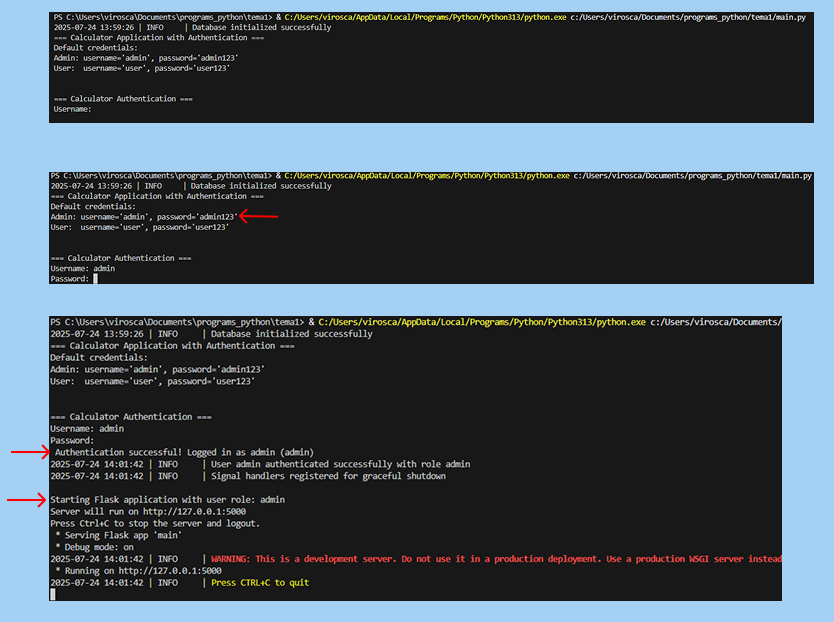 PS C:\Users\virosca\Documents\programs_python\tema1> & C:/Users/virosca/AppData/Local/Programs/Python/Python313/python.exe c:/Users/virosca/Documents/programs_python/tema1/main.py
2025-07-24 13:59:26 | INFO     | Database initialized successfully
=== Calculator Application with Authentication ===
Default credentials:
Admin: username='admin', password='admin123'
User:  username='user', password='user123'
=== Calculator Authentication ===
Username:
PS C:\Users\virosca\Documents\programs_python\tema1> & C:/Users/virosca/AppData/Local/Programs/Python/Python313/python.exe c:/Users/virosca/Documents/programs_python/tema1/main.py
2025-07-24 13:59:26 | INFO     | Database initialized successfully
=== Calculator Application with Authentication ===
Default credentials:
Admin: username='admin', password='admin123'
User:  username='user', password='user123'
=== Calculator Authentication ===
Username: admin
Password:
PS C:\Users\virosca\Documents\programs_python\tema1> & C:/Users/virosca/AppData/Local/Programs/Python/Python313/python.exe c:/Users/virosca/Documents/
2025-07-24 13:59:26 | INFO     | Database initialized successfully
=== Calculator Application with Authentication ===
Default credentials:
Admin: username='admin', password='admin123'
User:  username='user', password='user123'
=== Calculator Authentication ===
Username: admin
Password:
Authentication successful! Logged in as admin (admin)
2025-07-24 14:01:42 | INFO     | User admin authenticated successfully with role admin
2025-07-24 14:01:42 | INFO     | Signal handlers registered for graceful shutdown
Starting Flask application with user role: admin
Server will run on http://127.0.0.1:5000
Press Ctrl+C to stop the server and logout.
* Serving Flask app 'main'
* Debug mode: on
2025-07-24 14:01:42 | INFO     | WARNING: This is a development server. Do not use it in a production deployment. Use a production WSGI server instead
* Running on http://127.0.0.1:5000
2025-07-24 14:01:42 | INFO     | Press CTRL+C to quit